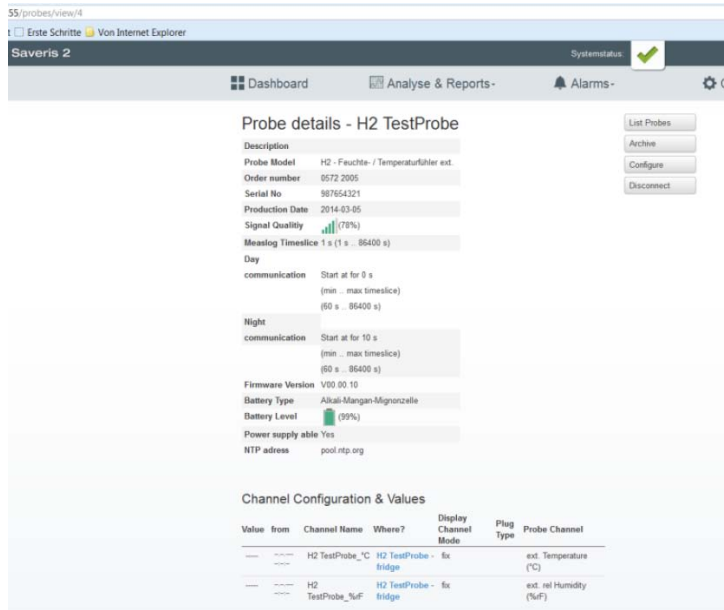 55/probes/view/4
t Erste Schritte Von Internet Explorer
Saveris 2 Systemstatus:
Dashboard Analyse & Reports- Alarms-
Probe details - H2 TestProbe
List Probes
Archive
Configure
Disconnect
Description
Probe Model H2 - Feuchte- / Temperaturfühler ext.
Order number 0572 2005
Serial No 987654321
Production Date 2014-03-05
Signal Qualitiy (78%)
Measlog Timeslice 1 s (1 s .. 86400 s)
Day
communication Start at for 0 s
(min .. max timeslice)
(60 s .. 86400 s)
Night
communication Start at for 10 s
(min .. max timeslice)
(60 s .. 86400 s)
Firmware Version V00.00.10
Battery Type Alkali-Mangan-Mignonzelle
Battery Level (99%)
Power supply able Yes
NTP adress pool.ntp.org
Channel Configuration & Values
Value from Channel Name Where? Display Channel Mode Plug Type Probe Channel
---- --.--.-- H2 TestProbe_°C H2 TestProbe - fix ext. Temperature
--:--:-- fridge (°C)
---- --.--.-- H2 H2 TestProbe - fix ext. rel Humidity
--:--:-- TestProbe_%rF fridge (%rF)